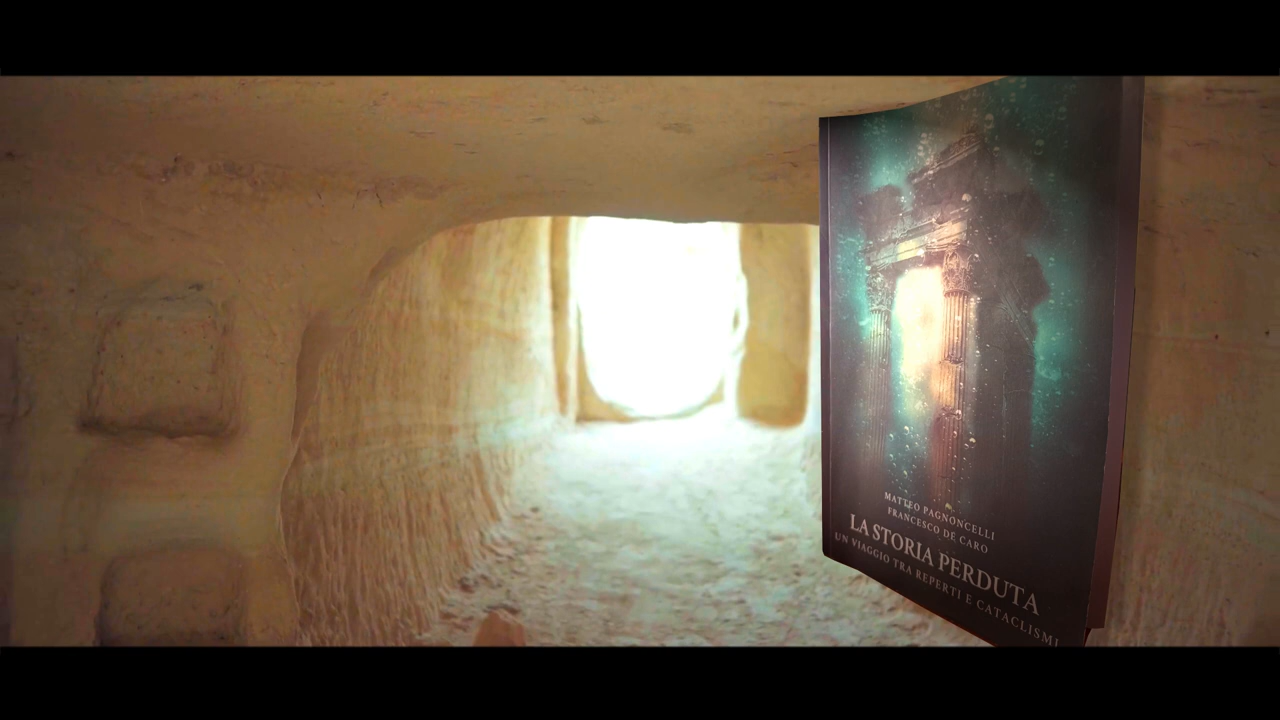 MATTEO PAGNONCELLI
FRANCESCO DE CARO
LA STORIA PERDUTA
UN VIAGGIO TRA REPERTI E CATACLISMI